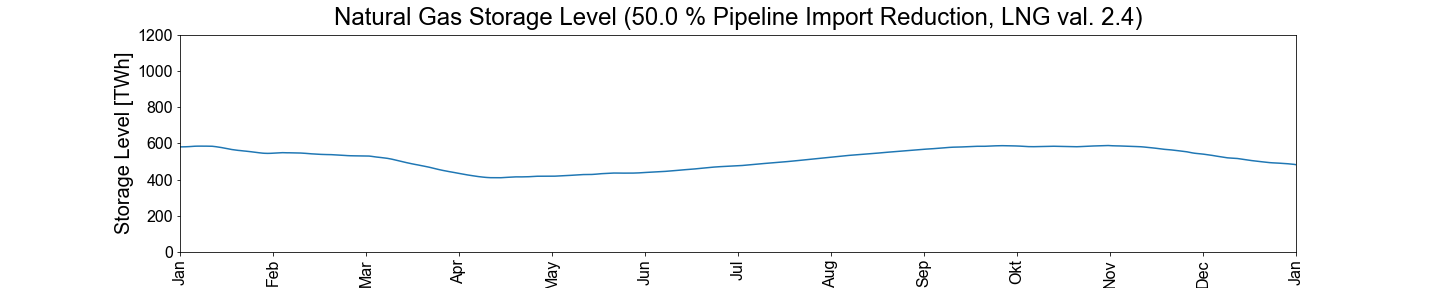 Natural Gas Storage Level (50.0 % Pipeline Import Reduction, LNG val. 2.4)
Storage Level [TWh]
1200
1000
800
600
400
200
0
Jan
Feb
Mar
Apr
May
Jun
Jul
Aug
Sep
Okt
Nov
Dec
Jan